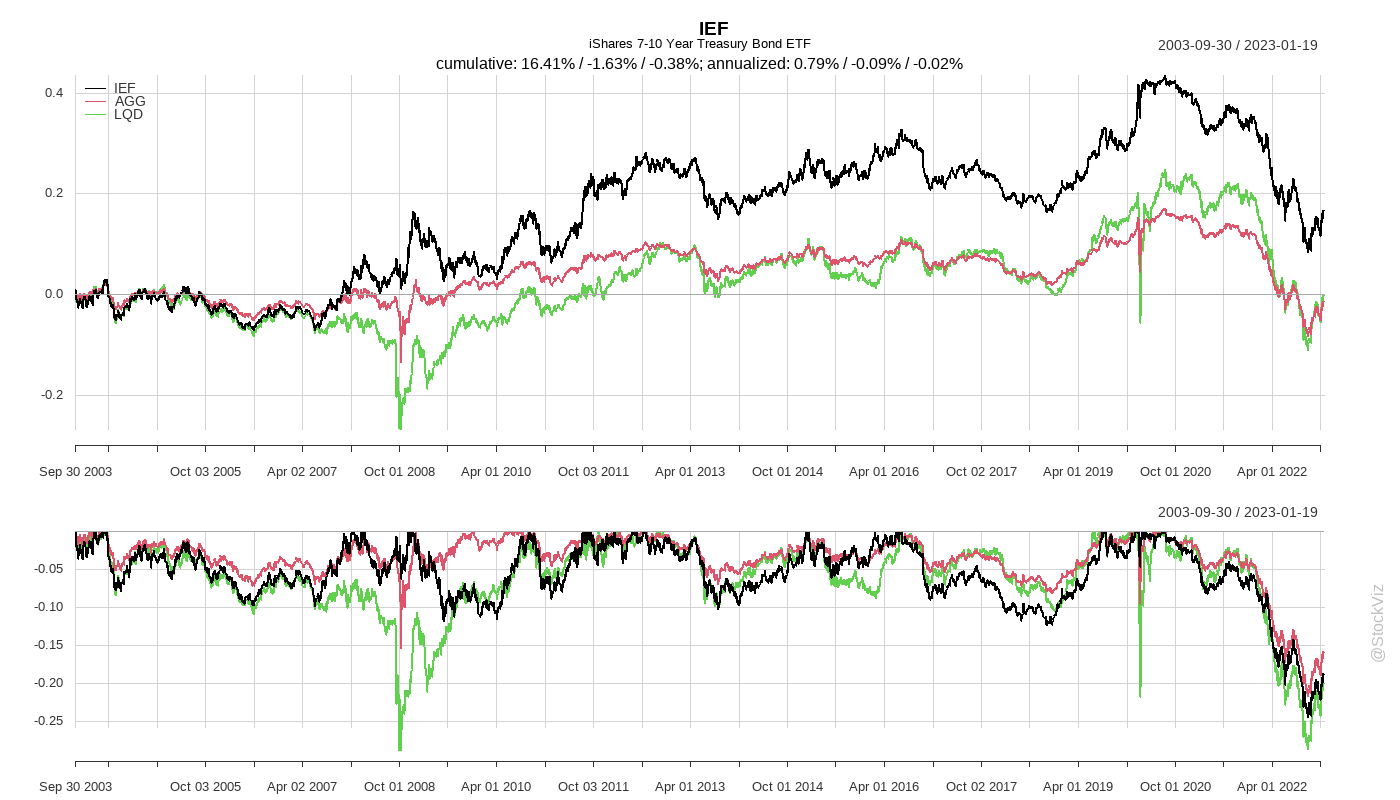 IEF
iShares 7-10 Year Treasury Bond ETF
2003-09-30 / 2023-01-19
cumulative: 16.41% / -1.63% / -0.38%; annualized: 0.79% / -0.09% / -0.02%
IEF
AGG
LQD
0.4
0.2
0.0
-0.2
Sep 30 2003 Oct 03 2005 Apr 02 2007 Oct 01 2008 Apr 01 2010 Oct 03 2011 Apr 01 2013 Oct 01 2014 Apr 01 2016 Oct 02 2017 Apr 01 2019 Oct 01 2020 Apr 01 2022
2003-09-30 / 2023-01-19
-0.05
-0.10
-0.15
-0.20
-0.25
Sep 30 2003 Oct 03 2005 Apr 02 2007 Oct 01 2008 Apr 01 2010 Oct 03 2011 Apr 01 2013 Oct 01 2014 Apr 01 2016 Oct 02 2017 Apr 01 2019 Oct 01 2020 Apr 01 2022
@StockViz